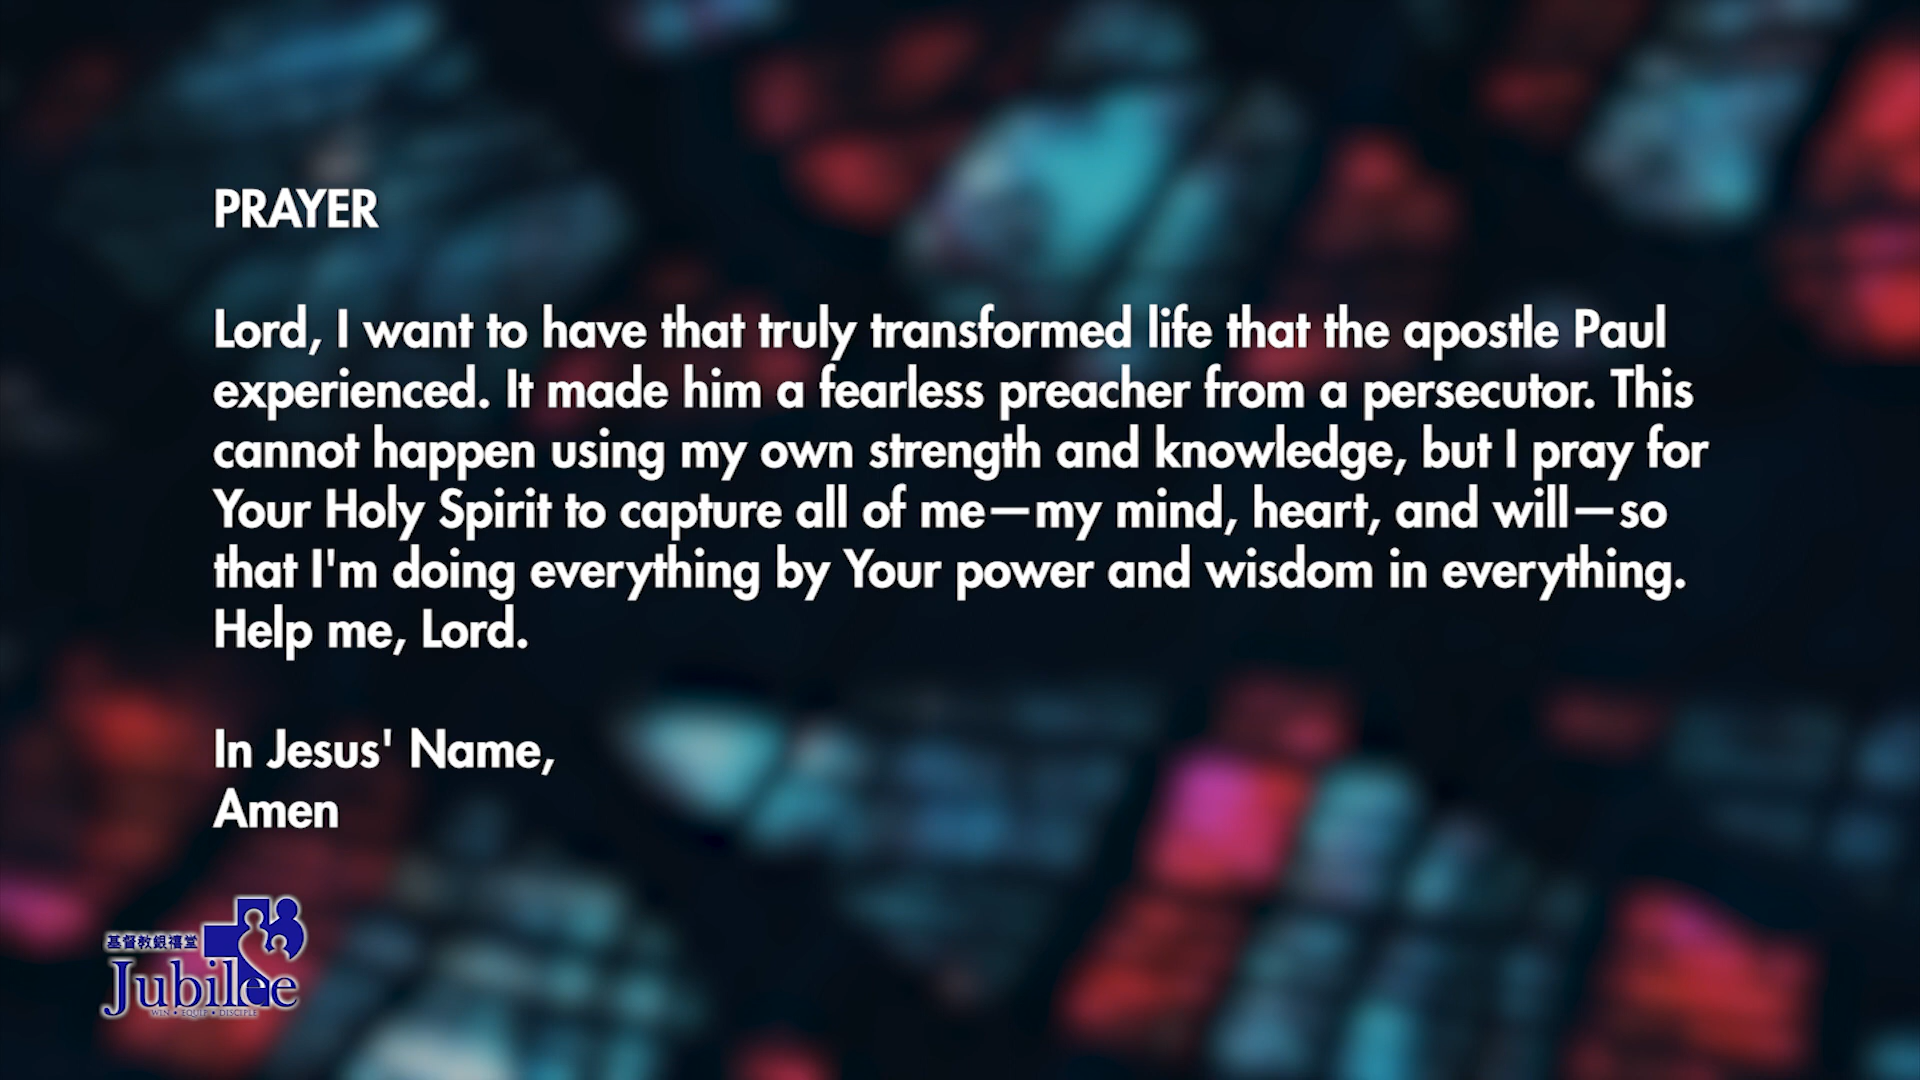 PRAYER
Lord, I want to have that truly transformed life that the apostle Paul
experienced. It made him a fearless preacher from a persecutor. This
cannot happen using my own strength and knowledge, but I pray for
Your Holy Spirit to capture all of me—my mind, heart, and will—so
that I'm doing everything by Your power and wisdom in everything.
Help me, Lord.
In Jesus' Name,
Amen
基督教銀禧堂
Jubilee
WIN • EQUIP • DISCIPLE